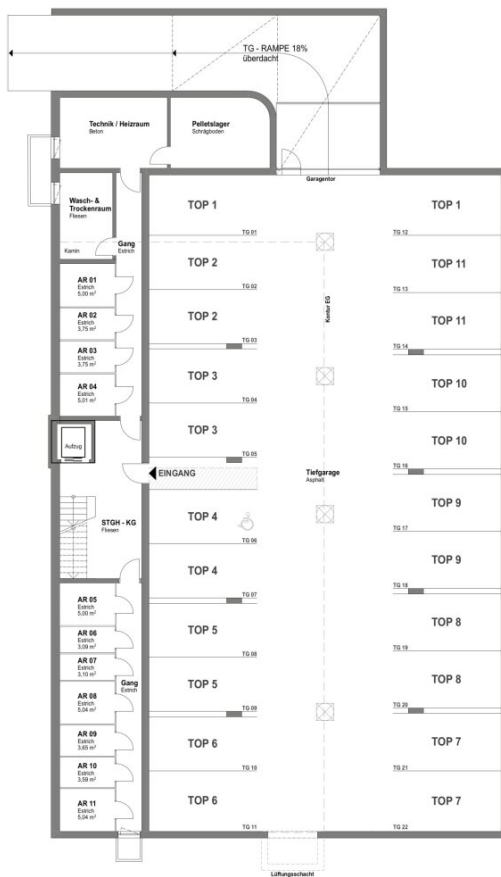 TG - RAMPE 18%
überdacht
Technik / Heizraum
Beton
Pelletslager
Schrägboden
Garagentor
Wasch- &
Trockenraum
Fliesen
Kamin
Gang
Estrich
AR 01
Estrich
5,00 m²
AR 02
Estrich
3,75 m²
AR 03
Estrich
3,75 m²
AR 04
Estrich
5,01 m²
Aufzug
EINGANG
STGH - KG
Fliesen
AR 05
Estrich
5,00 m²
AR 06
Estrich
3,09 m²
AR 07
Estrich
3,10 m²
Gang
Estrich
AR 08
Estrich
5,04 m²
AR 09
Estrich
3,65 m²
AR 10
Estrich
3,59 m²
AR 11
Estrich
5,04 m²
TOP 1
TG 01
TOP 2
TG 02
TOP 2
TG 03
TOP 3
TG 04
TOP 3
TG 05
TOP 4
TG 06
TOP 4
TG 07
TOP 5
TG 08
TOP 5
TG 09
TOP 6
TG 10
TOP 6
TG 11
Kontur EG
Tiefgarage
Asphalt
TOP 1
TG 12
TOP 11
TG 13
TOP 11
TG 14
TOP 10
TG 15
TOP 10
TG 16
TOP 9
TG 17
TOP 9
TG 18
TOP 8
TG 19
TOP 8
TG 20
TOP 7
TG 21
TOP 7
TG 22
Lüftungsschacht